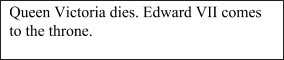 Queen Victoria dies. Edward VII comes
to the throne.